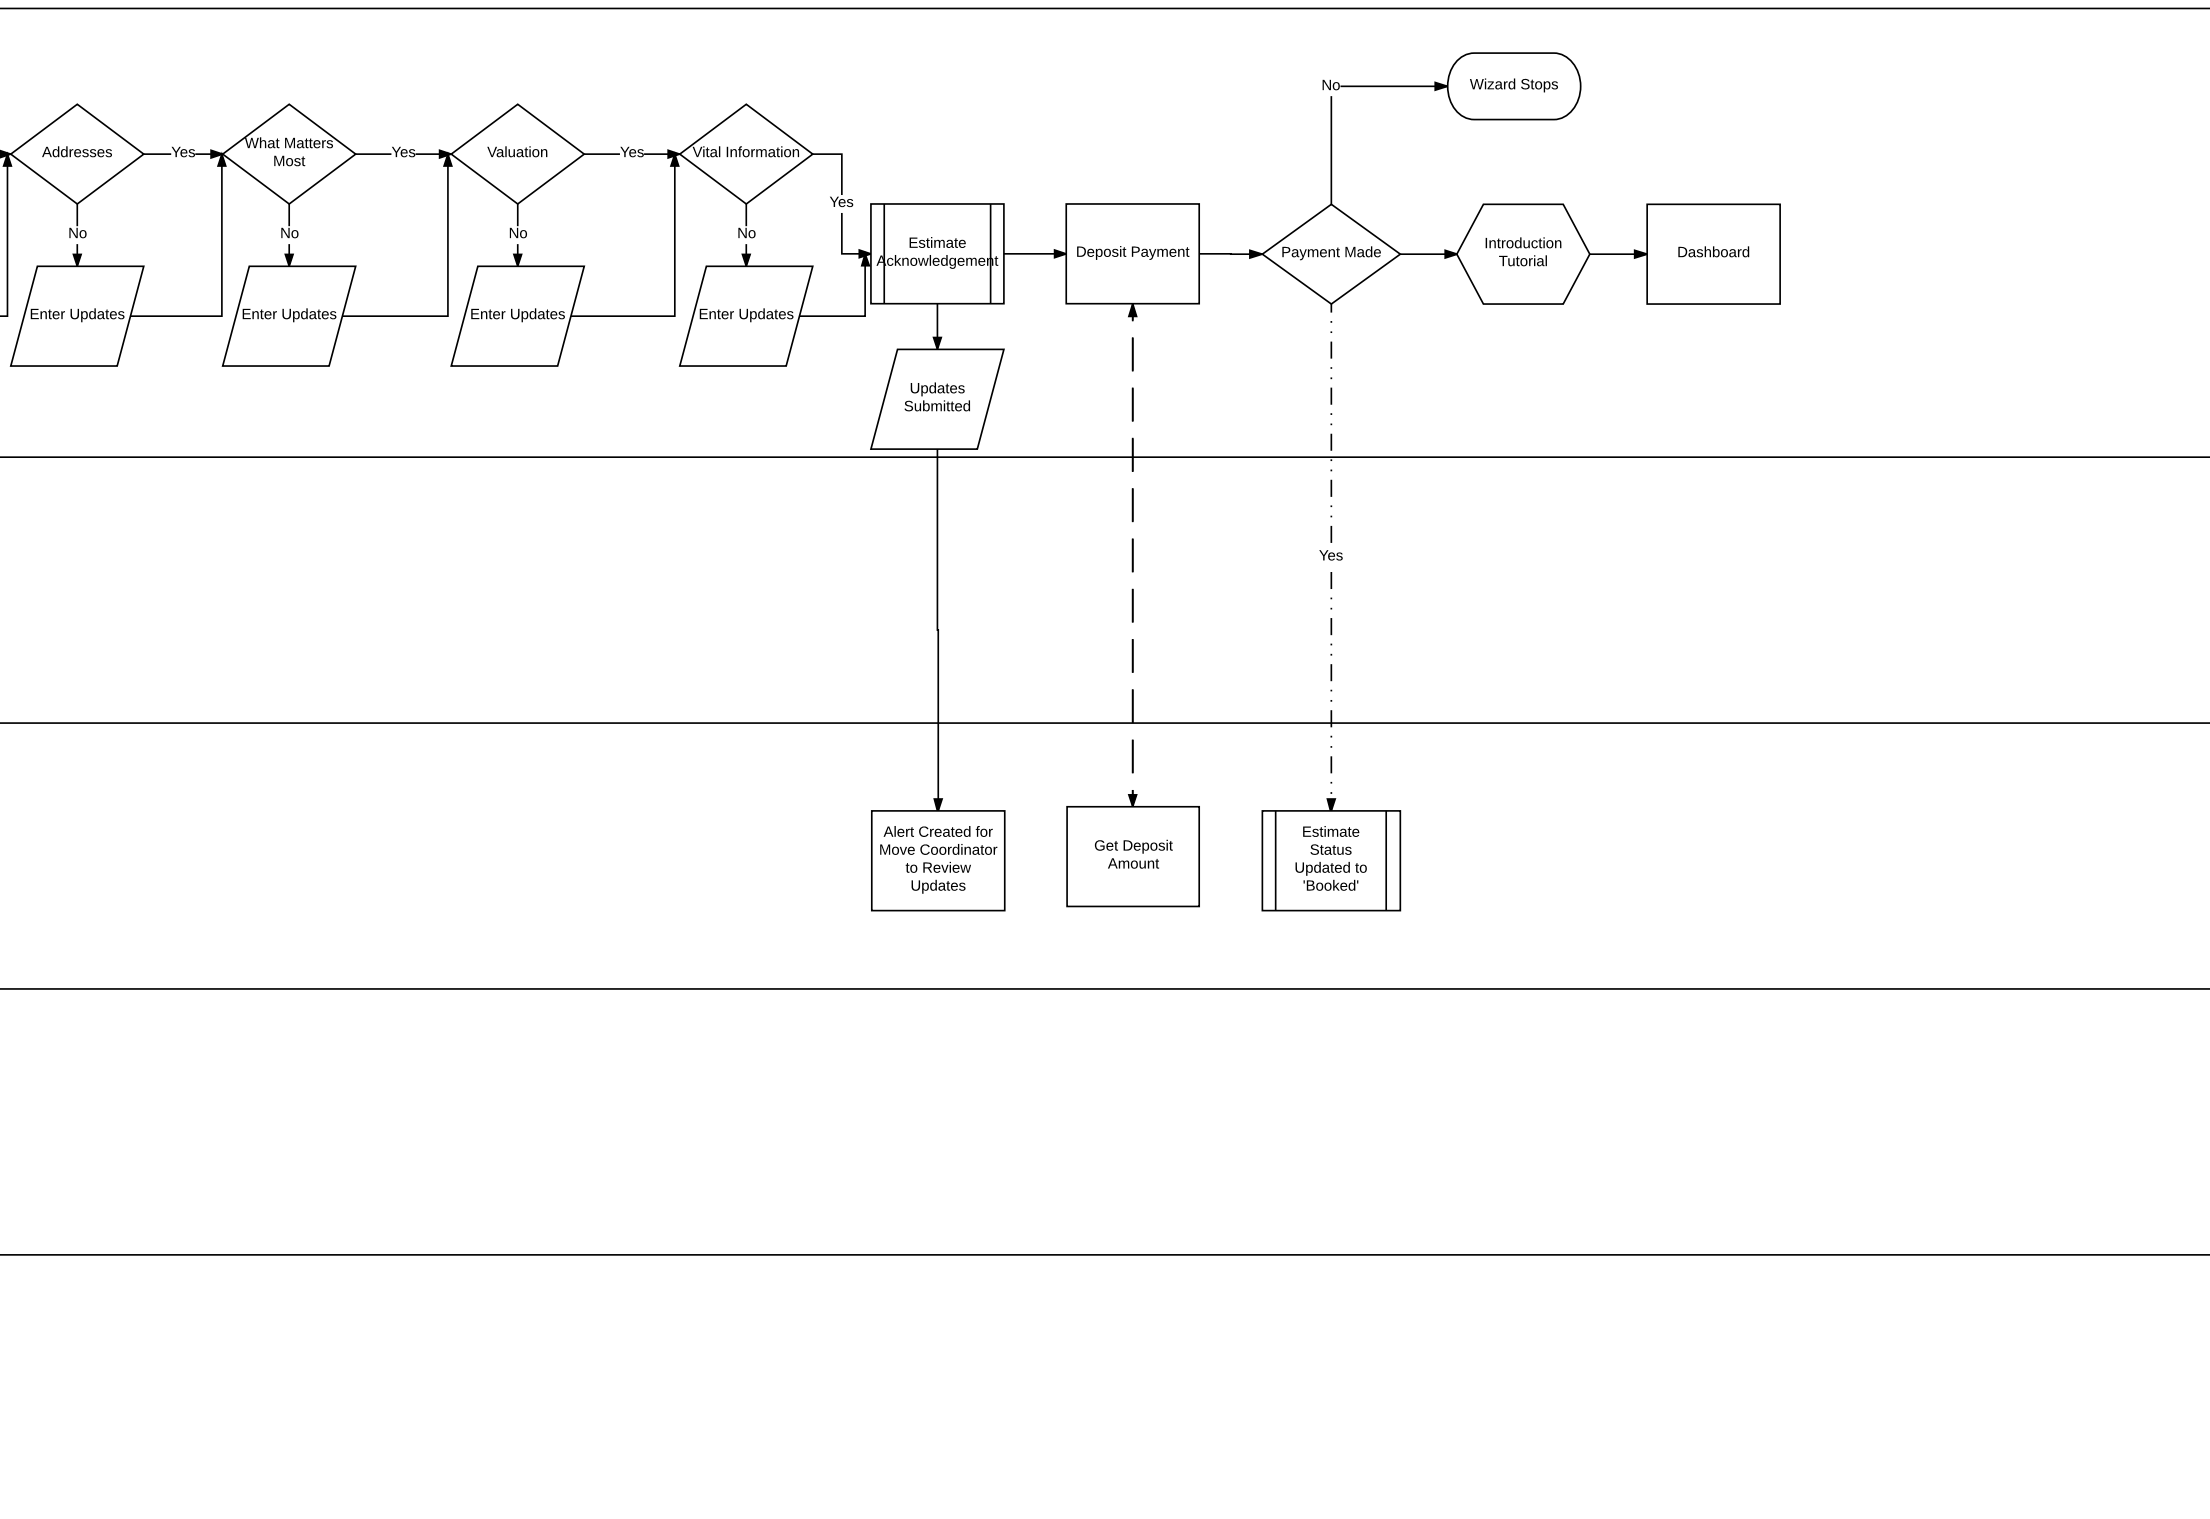 No
Wizard Stops
Addresses
Yes
What Matters
Most
Yes
Valuation
Yes
Vital Information
Yes
No
No
No
No
Enter Updates
Enter Updates
Enter Updates
Enter Updates
Estimate
Acknowledgement
Deposit Payment
Payment Made
Introduction
Tutorial
Dashboard
Updates
Submitted
Yes
Alert Created for
Move Coordinator
to Review
Updates
Get Deposit
Amount
Estimate
Status
Updated to
'Booked'